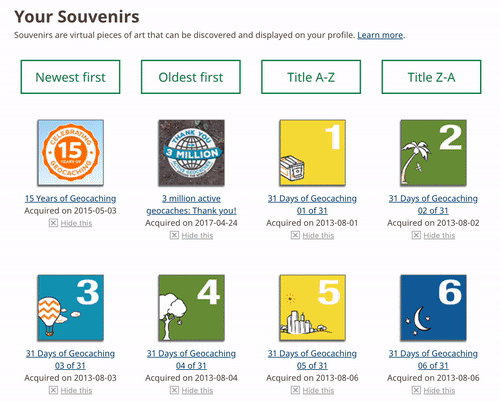 Your Souvenirs
Souvenirs are virtual pieces of art that can be discovered and displayed on your profile. Learn more.
Newest first
Oldest first
Title A-Z
Title Z-A
CELEBRATING
15
YEARS OF
GEOCACHING
THANK YOU
3 MILLION
1
2
15 Years of Geocaching
Acquired on 2015-05-03
Hide this
3 million active
geocaches: Thank you!
Acquired on 2017-04-24
Hide this
31 Days of Geocaching
01 of 31
Acquired on 2013-08-01
Hide this
31 Days of Geocaching
02 of 31
Acquired on 2013-08-02
Hide this
3
4
5
6
31 Days of Geocaching
03 of 31
Acquired on 2013-08-03
Hide this
31 Days of Geocaching
04 of 31
Acquired on 2013-08-04
Hide this
31 Days of Geocaching
05 of 31
Acquired on 2013-08-06
Hide this
31 Days of Geocaching
06 of 31
Acquired on 2013-08-06
Hide this